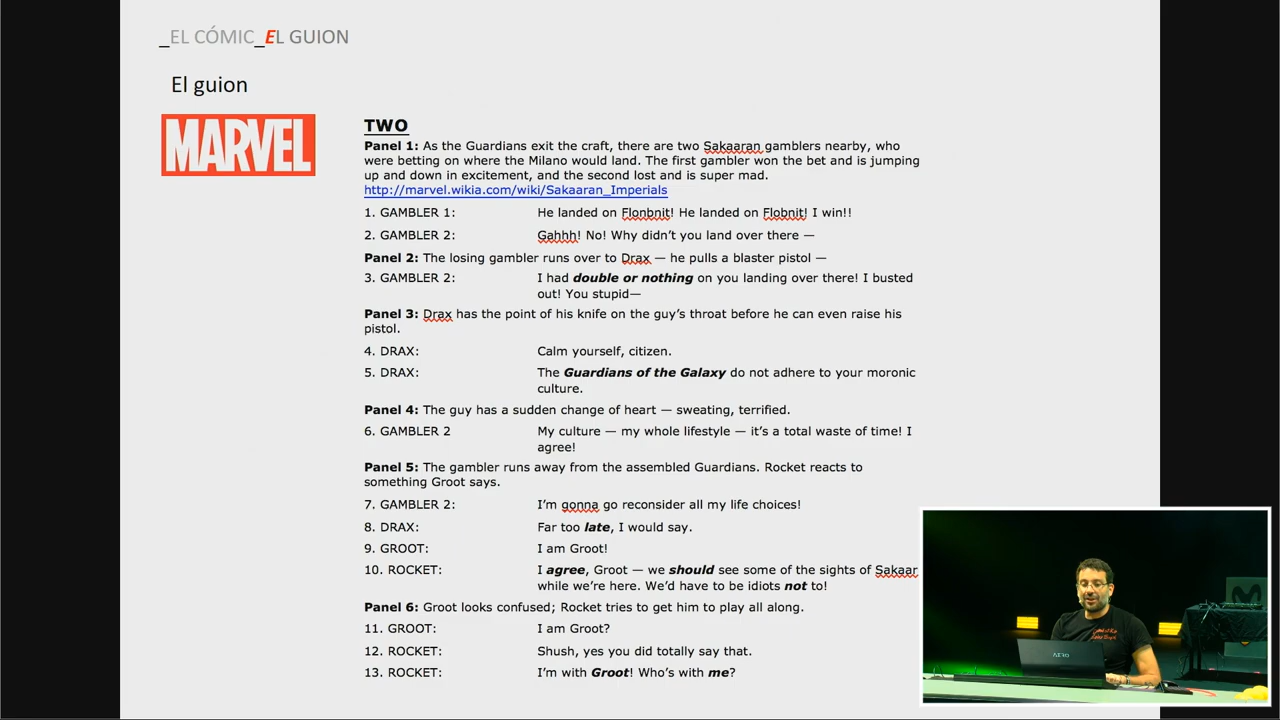 _EL CÓMIC_EL GUION
El guion
MARVEL
TWO
Panel 1: As the Guardians exit the craft, there are two Sakaaran gamblers nearby, who
were betting on where the Milano would land. The first gambler won the bet and is jumping
up and down in excitement, and the second lost and is super mad.
http://marvel.wikia.com/wiki/Sakaaran_Imperials
1. GAMBLER 1: He landed on Flonbnit! He landed on Flobnit! I win!!
2. GAMBLER 2: Gahhh! No! Why didn't you land over there —
Panel 2: The losing gambler runs over to Drax — he pulls a blaster pistol —
3. GAMBLER 2: I had double or nothing on you landing over there! I busted
out! You stupid—
Panel 3: Drax has the point of his knife on the guy's throat before he can even raise his
pistol.
4. DRAX: Calm yourself, citizen.
5. DRAX: The Guardians of the Galaxy do not adhere to your moronic
culture.
Panel 4: The guy has a sudden change of heart — sweating, terrified.
6. GAMBLER 2 My culture — my whole lifestyle — it's a total waste of time! I
agree!
Panel 5: The gambler runs away from the assembled Guardians. Rocket reacts to
something Groot says.
7. GAMBLER 2: I'm gonna go reconsider all my life choices!
8. DRAX: Far too late, I would say.
9. GROOT: I am Groot!
10. ROCKET: I agree, Groot — we should see some of the sights of Sakaar
while we're here. We'd have to be idiots not to!
Panel 6: Groot looks confused; Rocket tries to get him to play all along.
11. GROOT: I am Groot?
12. ROCKET: Shush, yes you did totally say that.
13. ROCKET: I'm with Groot! Who's with me?
AERO